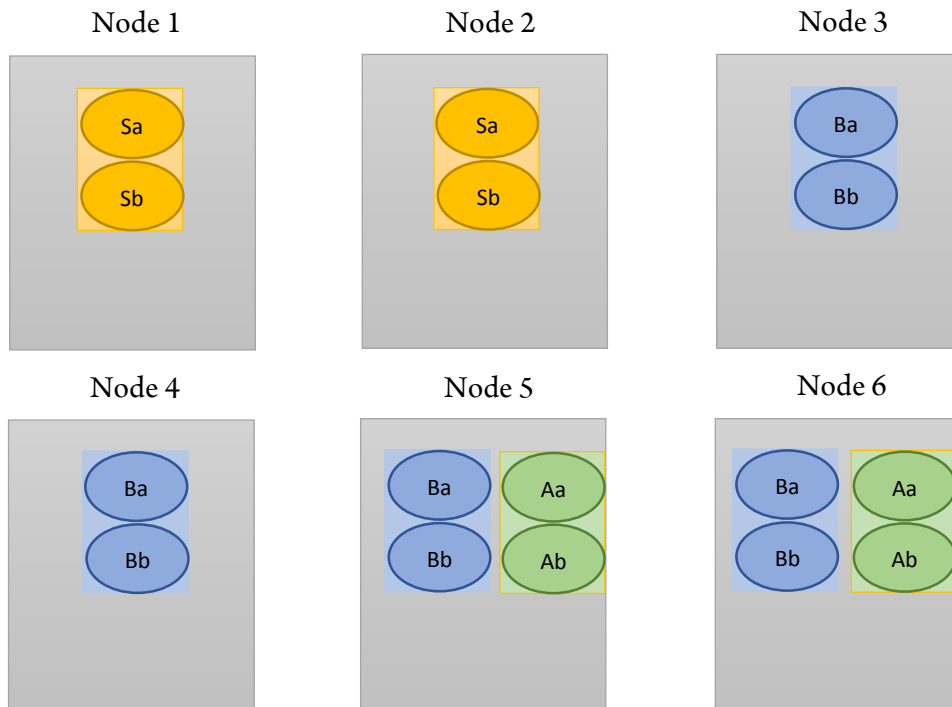 Node 1
Node 2
Node 3
Sa
Sb
Sa
Sb
Ba
Bb
Node 4
Node 5
Node 6
Ba
Bb
Ba
Bb
Aa
Ab
Ba
Bb
Aa
Ab